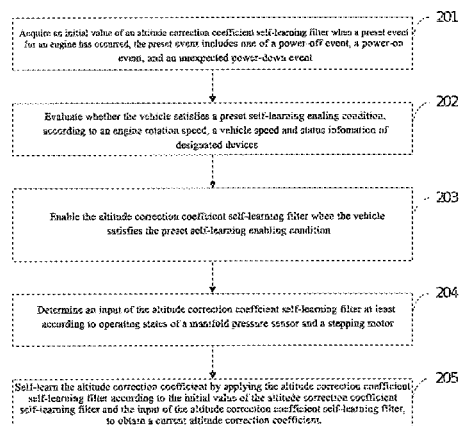 201
Acquire an initial value of an altitude correction coefficient self-learning filter when a preset event
for an engine has occurred, the preset event includes one of a power-off event, a power-on
event, and an unexpected power-down event
202
Evaluate whether the vehicle satisfies a preset self-learning enaling condition,
according to an engine rotation speed, a vehicle speed and status infomation of
designated devices
203
Enable the altitude correction coefficient self-learning filter when the vehicle
satisfies the preset self-learning enabling condition
204
Determine an input of the altitude correction coeffcient self-learning filter at least
according to operating states of a manifold pressure sensor and a stepping motor
205
Self-learn the altitude correction coefficient by applying the altitude correction coefficient
self-learning filter according to the initial value of the altitude correction coefficient
self-learning filter and the input of the altitude correction coefficient self-learning filter,
to obtain a current altitude correction coefficient.